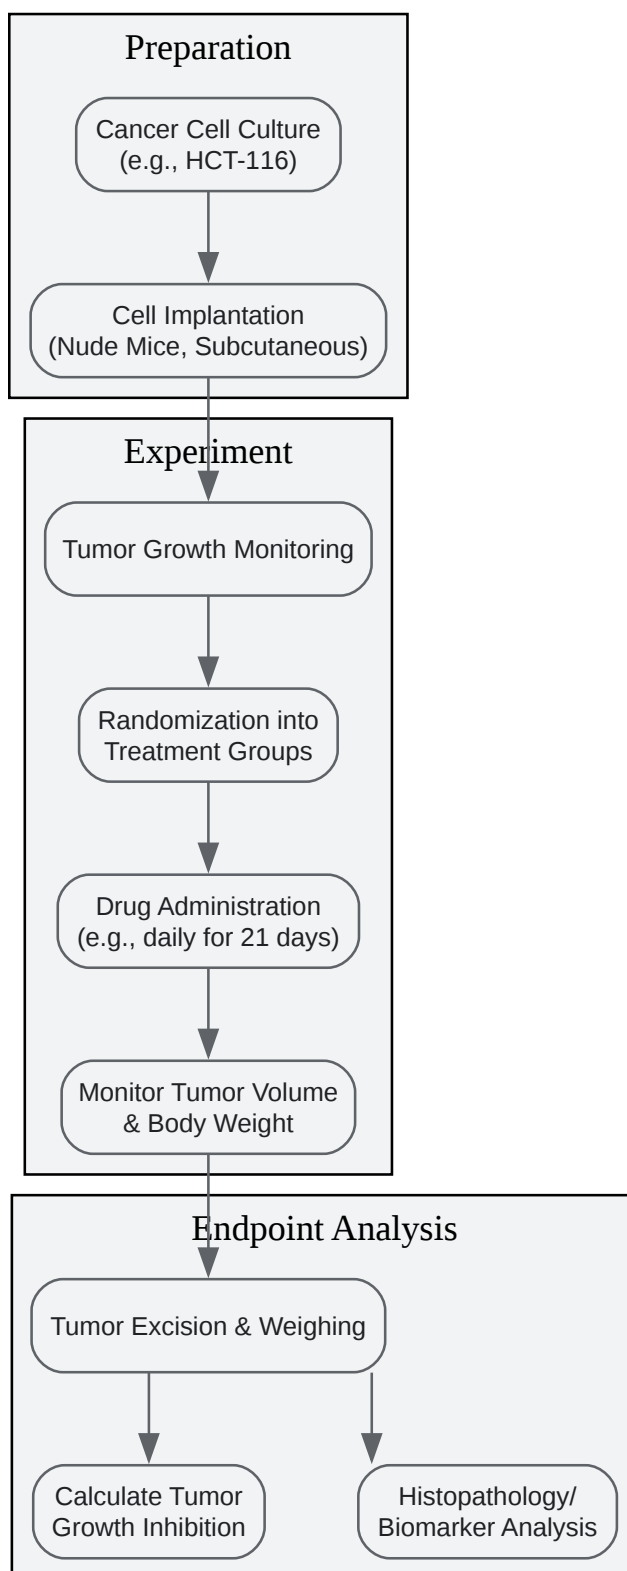 Preparation
Cancer Cell Culture
(e.g., HCT-116)
Cell Implantation
(Nude Mice, Subcutaneous)
Experiment
Tumor Growth Monitoring
Randomization into
Treatment Groups
Drug Administration
(e.g., daily for 21 days)
Monitor Tumor Volume
& Body Weight
Endpoint Analysis
Tumor Excision & Weighing
Calculate Tumor
Growth Inhibition
Histopathology/
Biomarker Analysis